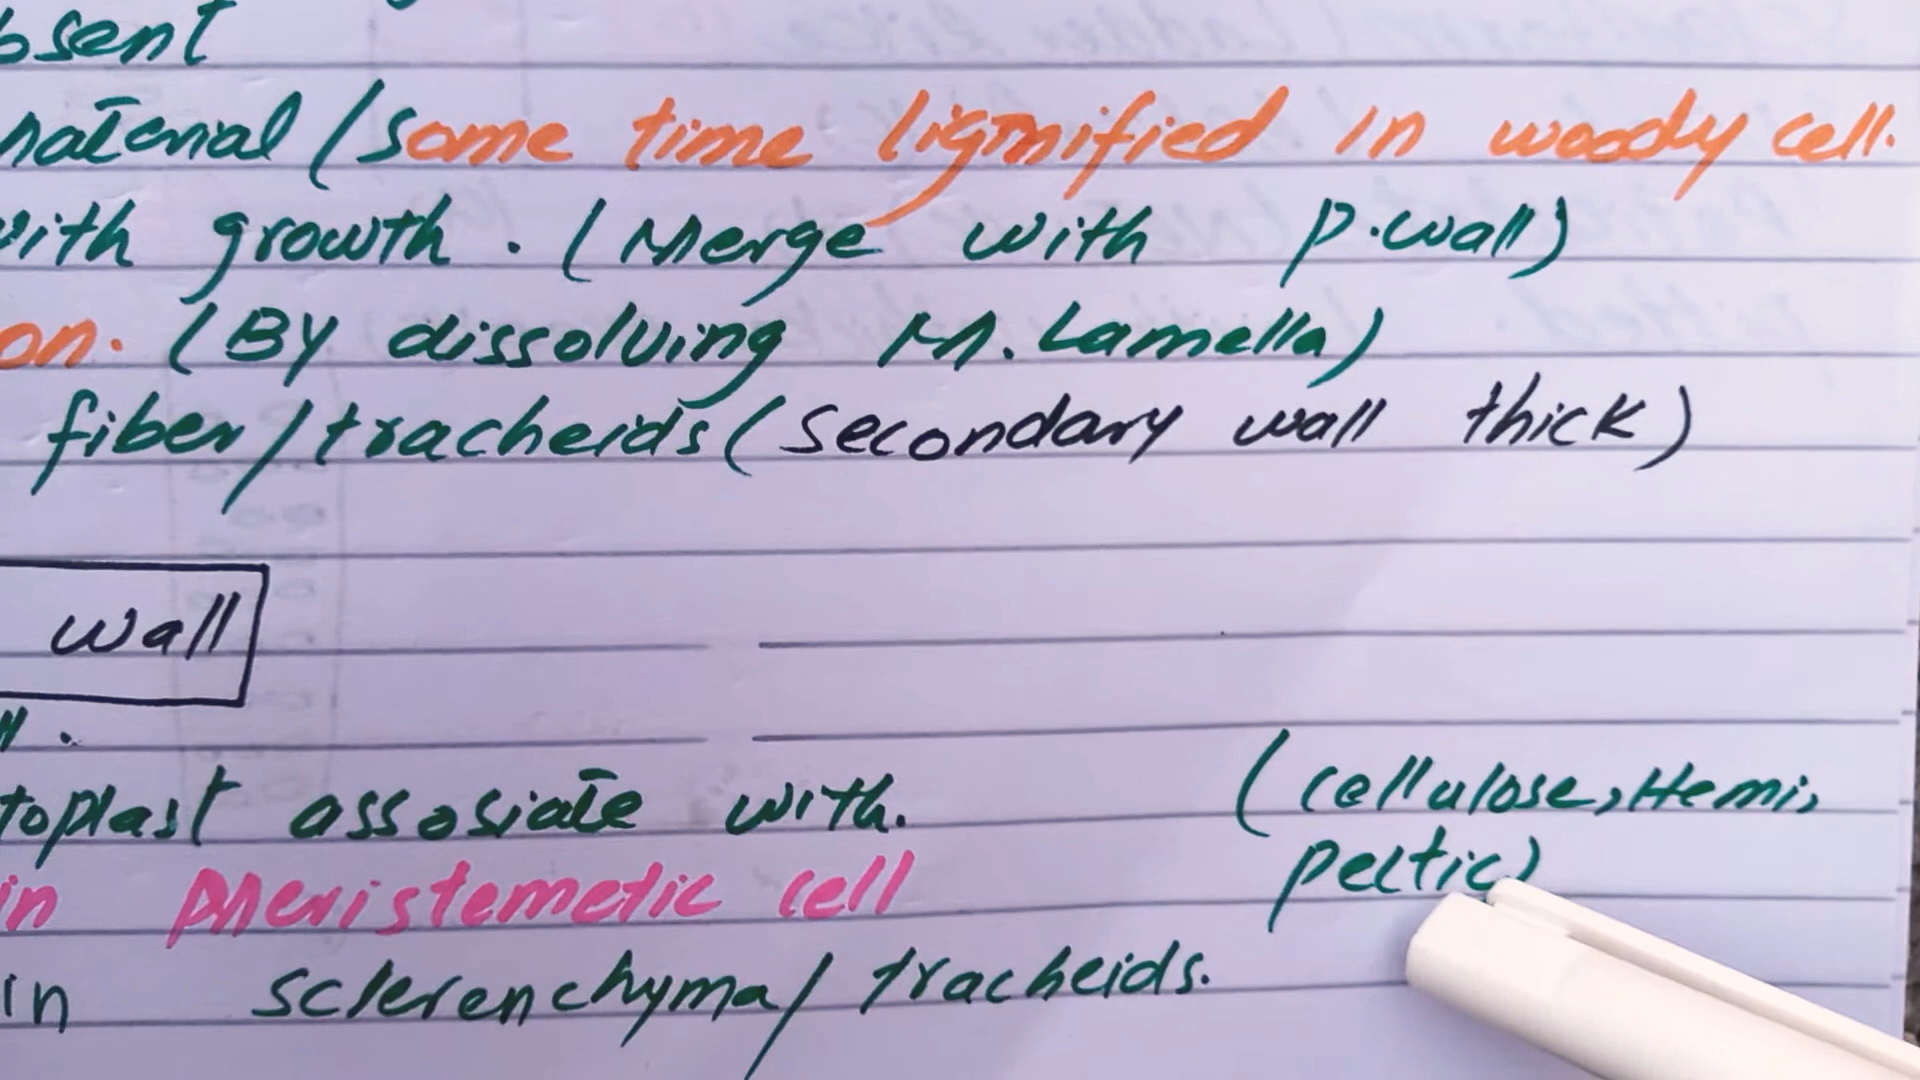 bsent
material (Some time lignified in woody cell.
with growth. (Merge with P.wall)
on. (By dissolving M.Lamella)
fiber/tracheids (Secondary wall thick)
wall
toplast assosiate with. (cellulose, Hemi,
in Meristemetic cell pectic)
in sclerenchyma/tracheids.